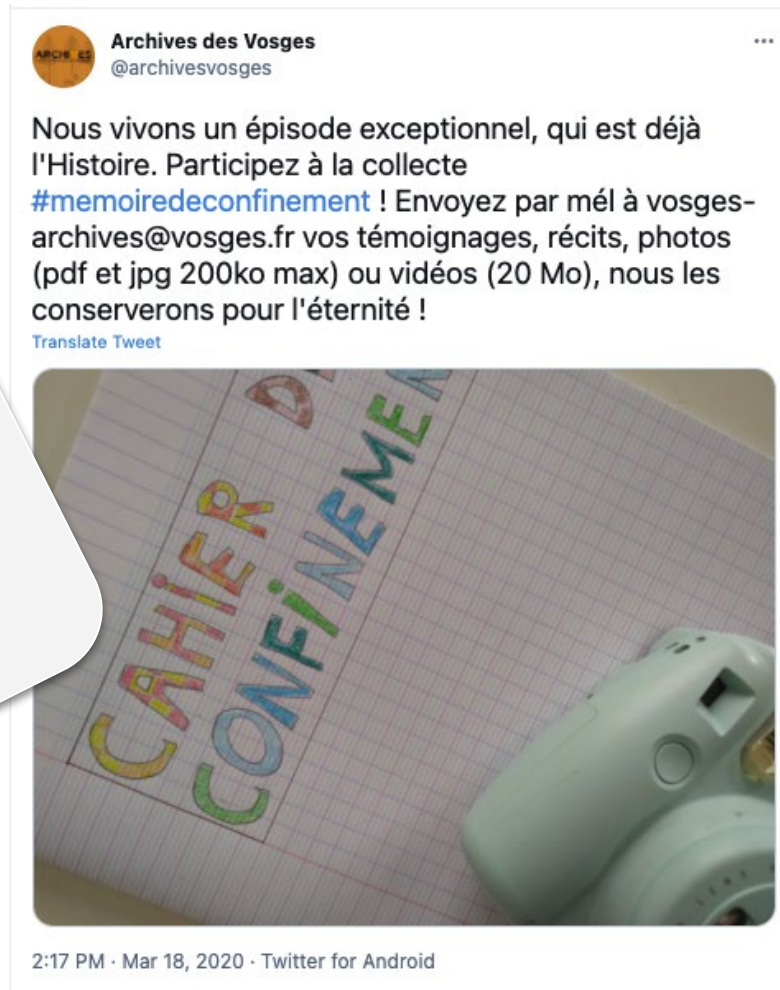 ARCHIVES
Archives des Vosges
@archivesvosges
Nous vivons un épisode exceptionnel, qui est déjà
l'Histoire. Participez à la collecte
#memoiredeconfinement ! Envoyez par mél à vosges-
archives@vosges.fr vos témoignages, récits, photos
(pdf et jpg 200ko max) ou vidéos (20 Mo), nous les
conserverons pour l'éternité !
Translate Tweet
CAHiER
CONFiNEMEN
2:17 PM · Mar 18, 2020 · Twitter for Android